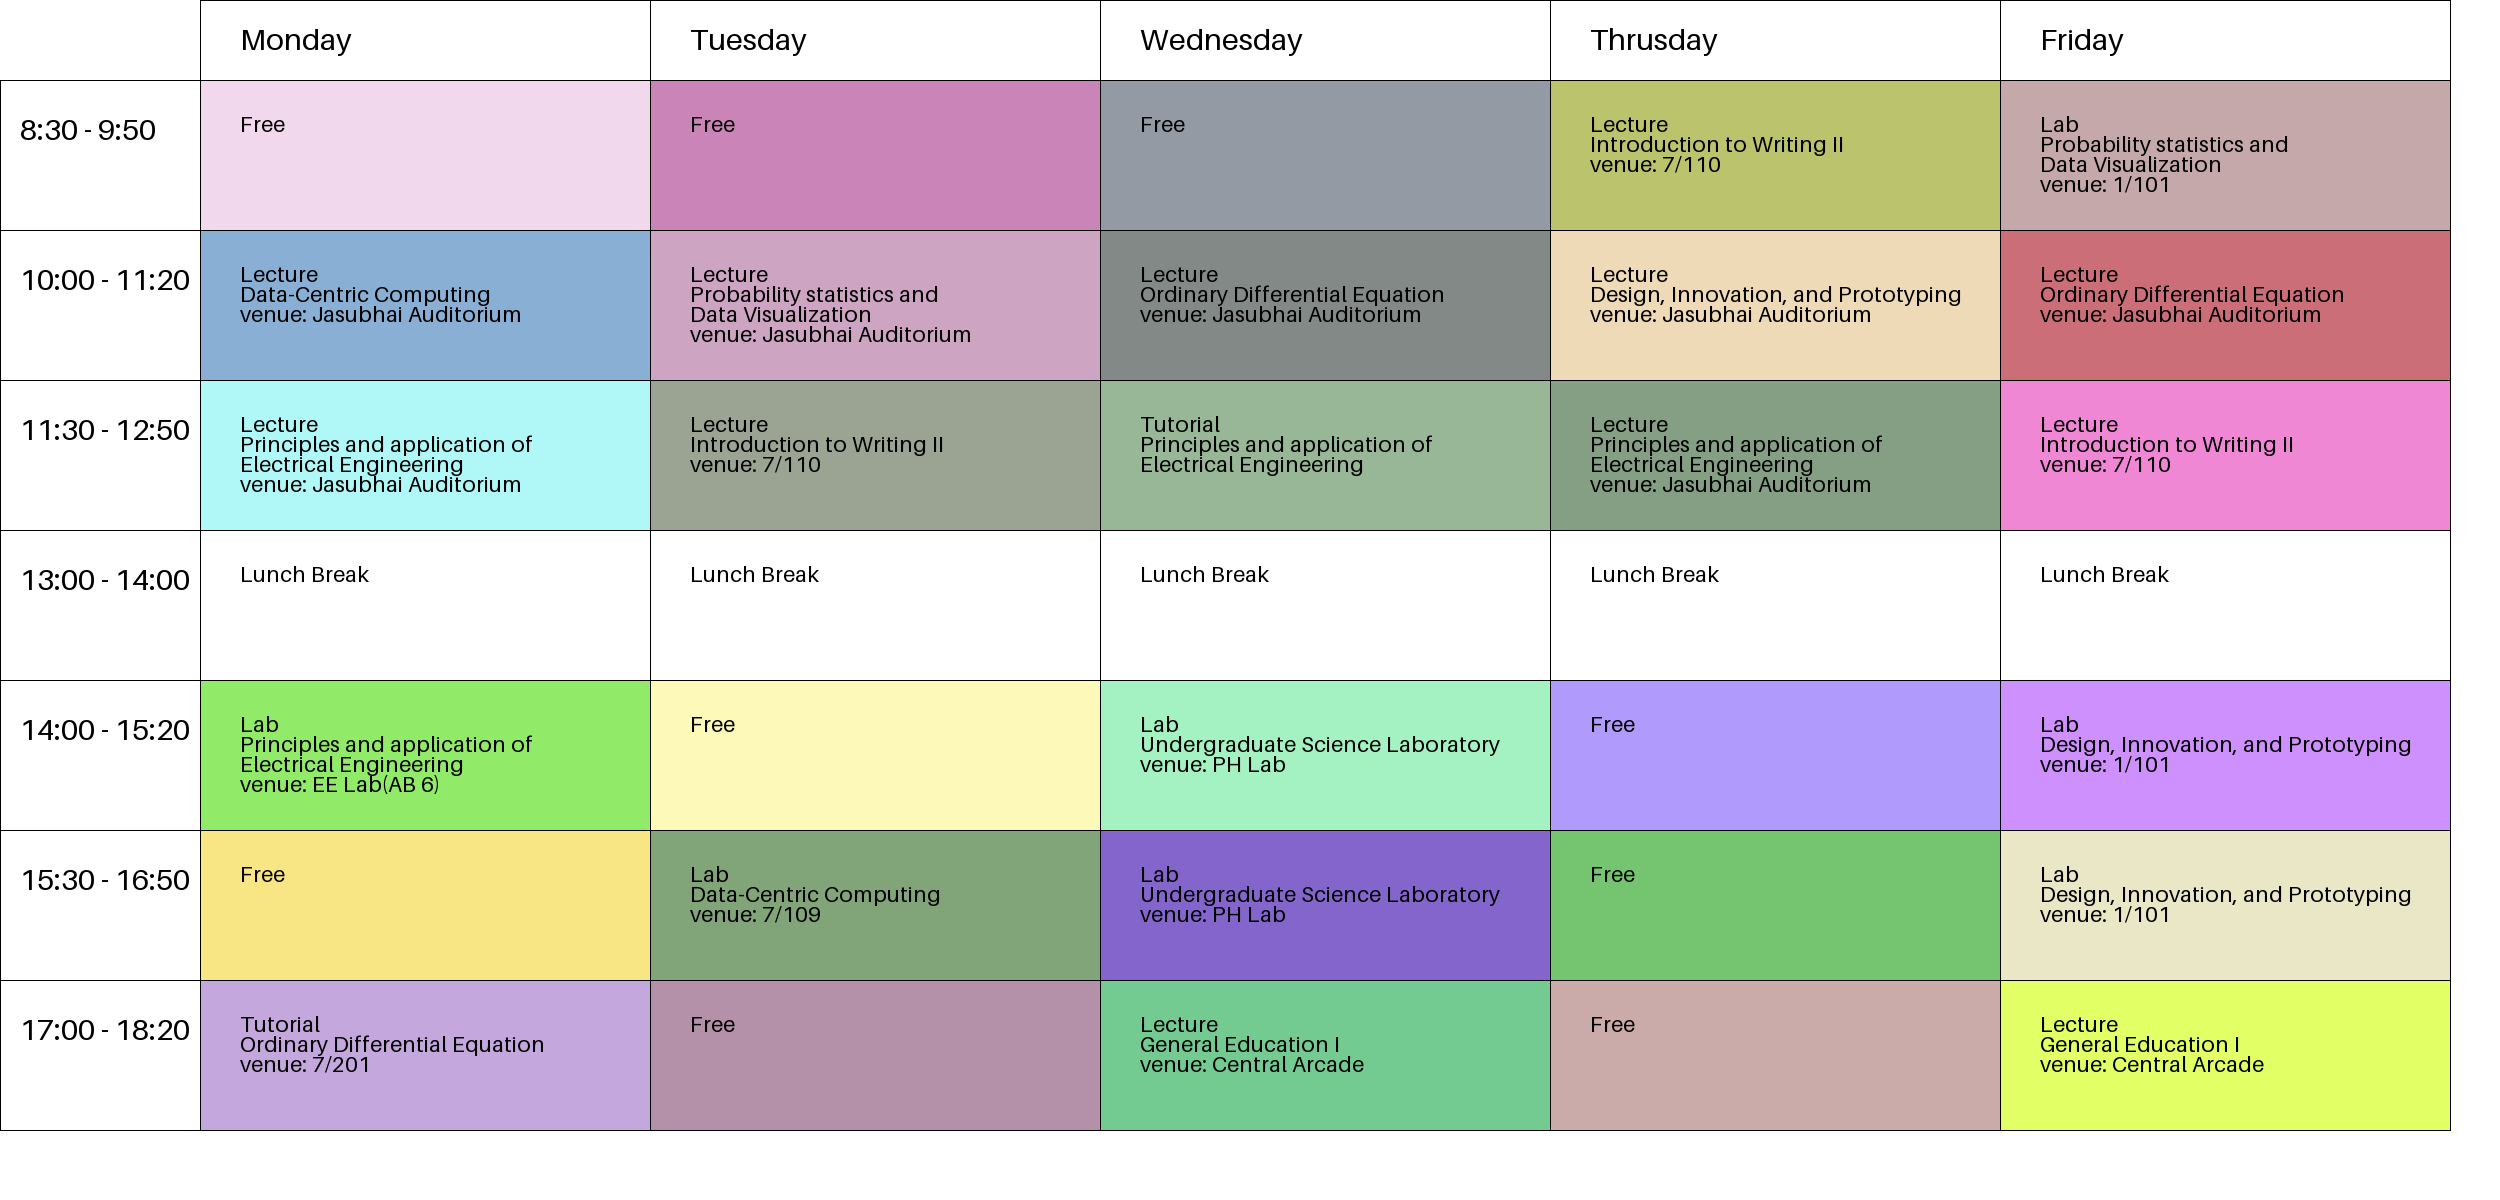 Monday
Tuesday
Wednesday
Thrusday
Friday
8:30 - 9:50
Free
Free
Free
Lecture
Introduction to Writing II
venue: 7/110
Lab
Probability statistics and
Data Visualization
venue: 1/101
10:00 - 11:20
Lecture
Data-Centric Computing
venue: Jasubhai Auditorium
Lecture
Probability statistics and
Data Visualization
venue: Jasubhai Auditorium
Lecture
Ordinary Differential Equation
venue: Jasubhai Auditorium
Lecture
Design, Innovation, and Prototyping
venue: Jasubhai Auditorium
Lecture
Ordinary Differential Equation
venue: Jasubhai Auditorium
11:30 - 12:50
Lecture
Principles and application of
Electrical Engineering
venue: Jasubhai Auditorium
Lecture
Introduction to Writing II
venue: 7/110
Tutorial
Principles and application of
Electrical Engineering
Lecture
Principles and application of
Electrical Engineering
venue: Jasubhai Auditorium
Lecture
Introduction to Writing II
venue: 7/110
13:00 - 14:00
Lunch Break
Lunch Break
Lunch Break
Lunch Break
Lunch Break
14:00 - 15:20
Lab
Principles and application of
Electrical Engineering
venue: EE Lab(AB 6)
Free
Lab
Undergraduate Science Laboratory
venue: PH Lab
Free
Lab
Design, Innovation, and Prototyping
venue: 1/101
15:30 - 16:50
Free
Lab
Data-Centric Computing
venue: 7/109
Lab
Undergraduate Science Laboratory
venue: PH Lab
Free
Lab
Design, Innovation, and Prototyping
venue: 1/101
17:00 - 18:20
Tutorial
Ordinary Differential Equation
venue: 7/201
Free
Lecture
General Education I
venue: Central Arcade
Free
Lecture
General Education I
venue: Central Arcade